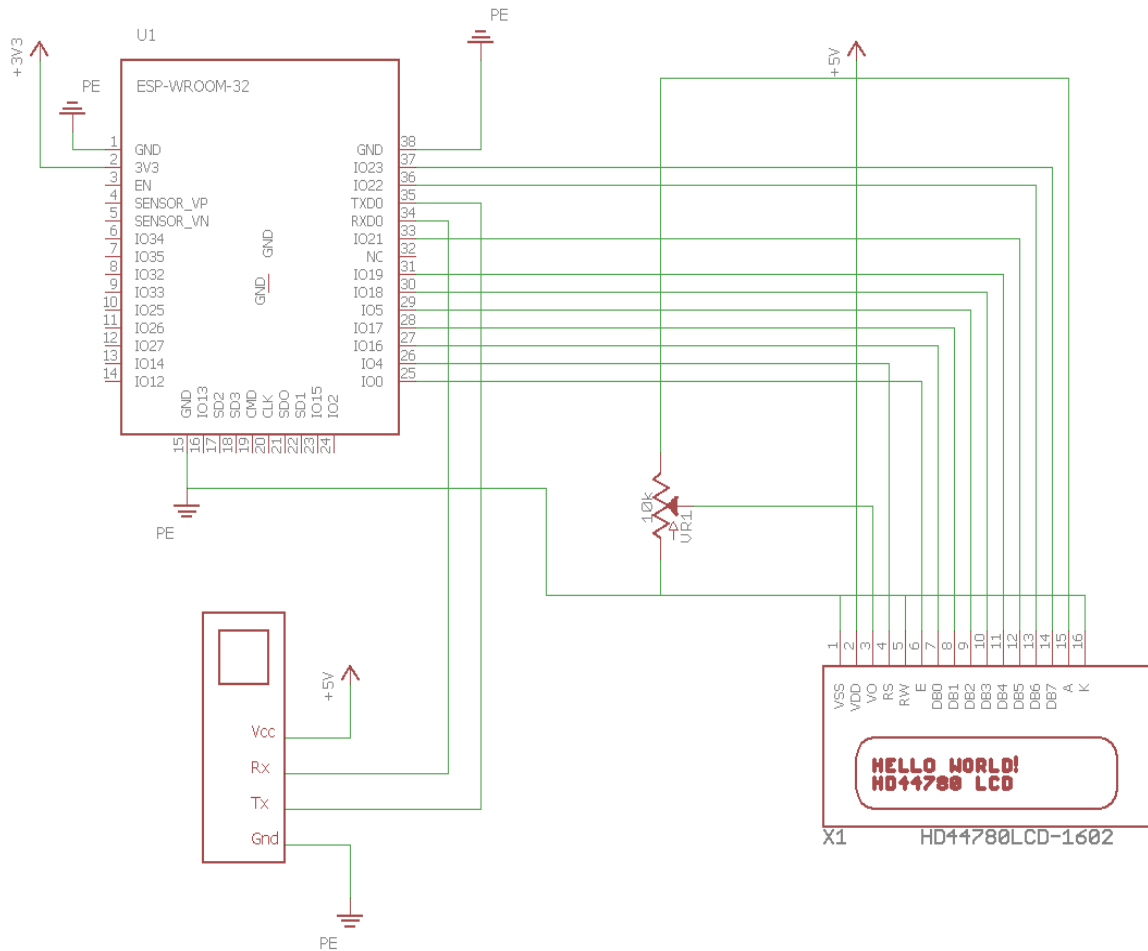 PE
U1
+3V3
+5V
PE
ESP-WROOM-32
1 GND
2 3V3
3 EN
4 SENSOR_VP
5 SENSOR_VN
6 IO34
7 IO35
8 IO32
9 IO33
10 IO25
11 IO26
12 IO27
13 IO14
14 IO12
GND 38
IO23 37
IO22 36
TXD0 35
RXD0 34
IO21 33
NC 32
IO19 31
IO18 30
IO5 29
IO17 28
IO16 27
IO4 26
IO0 25
GND
GND
GND 15
IO13 16
SD2 17
SD3 18
CMD 19
CLK 20
SDO 21
SD1 22
IO15 23
IO2 24
PE
10k
VR1
+5V
Vcc
Rx
Tx
Gnd
PE
1 VSS
2 VDD
3 VO
4 RS
5 RW
6 E
7 DB0
8 DB1
9 DB2
10 DB3
11 DB4
12 DB5
13 DB6
14 DB7
15 A
16 K
HELLO WORLD!
HD44780 LCD
X1 HD44780LCD-1602